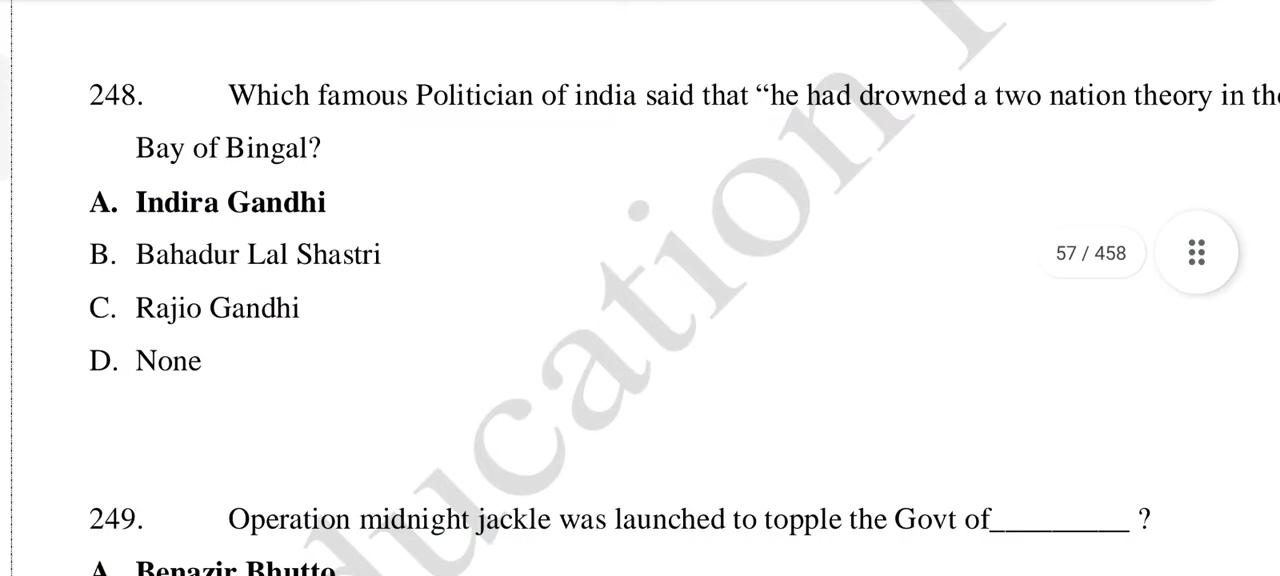 248. Which famous Politician of india said that “he had drowned a two nation theory in th
Bay of Bingal?
A. Indira Gandhi
B. Bahadur Lal Shastri
57 / 458
C. Rajio Gandhi
D. None
249. Operation midnight jackle was launched to topple the Govt of_________ ?
A Benazir Bhutto
ucation